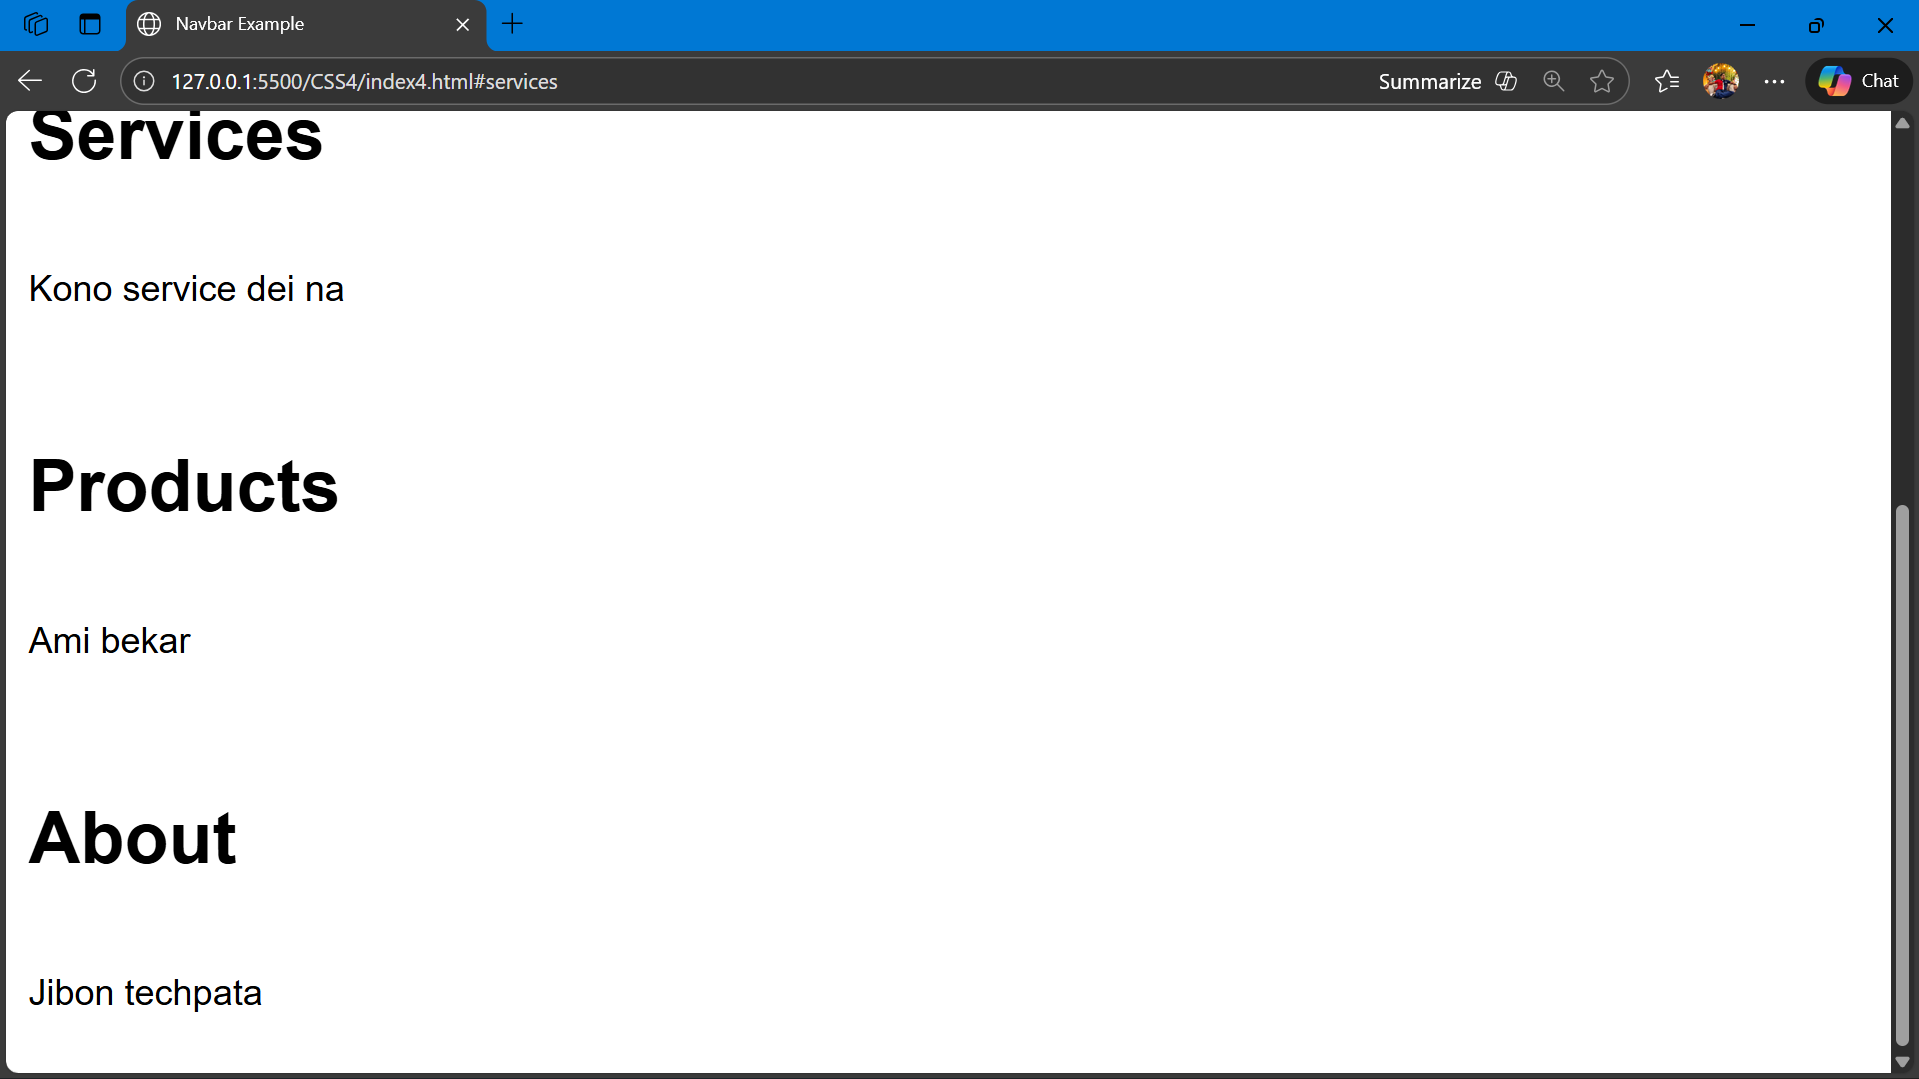 Navbar Example
127.0.0.1:5500/CSS4/index4.html#services
Summarize
Chat
Services
Kono service dei na
Products
Ami bekar
About
Jibon techpata